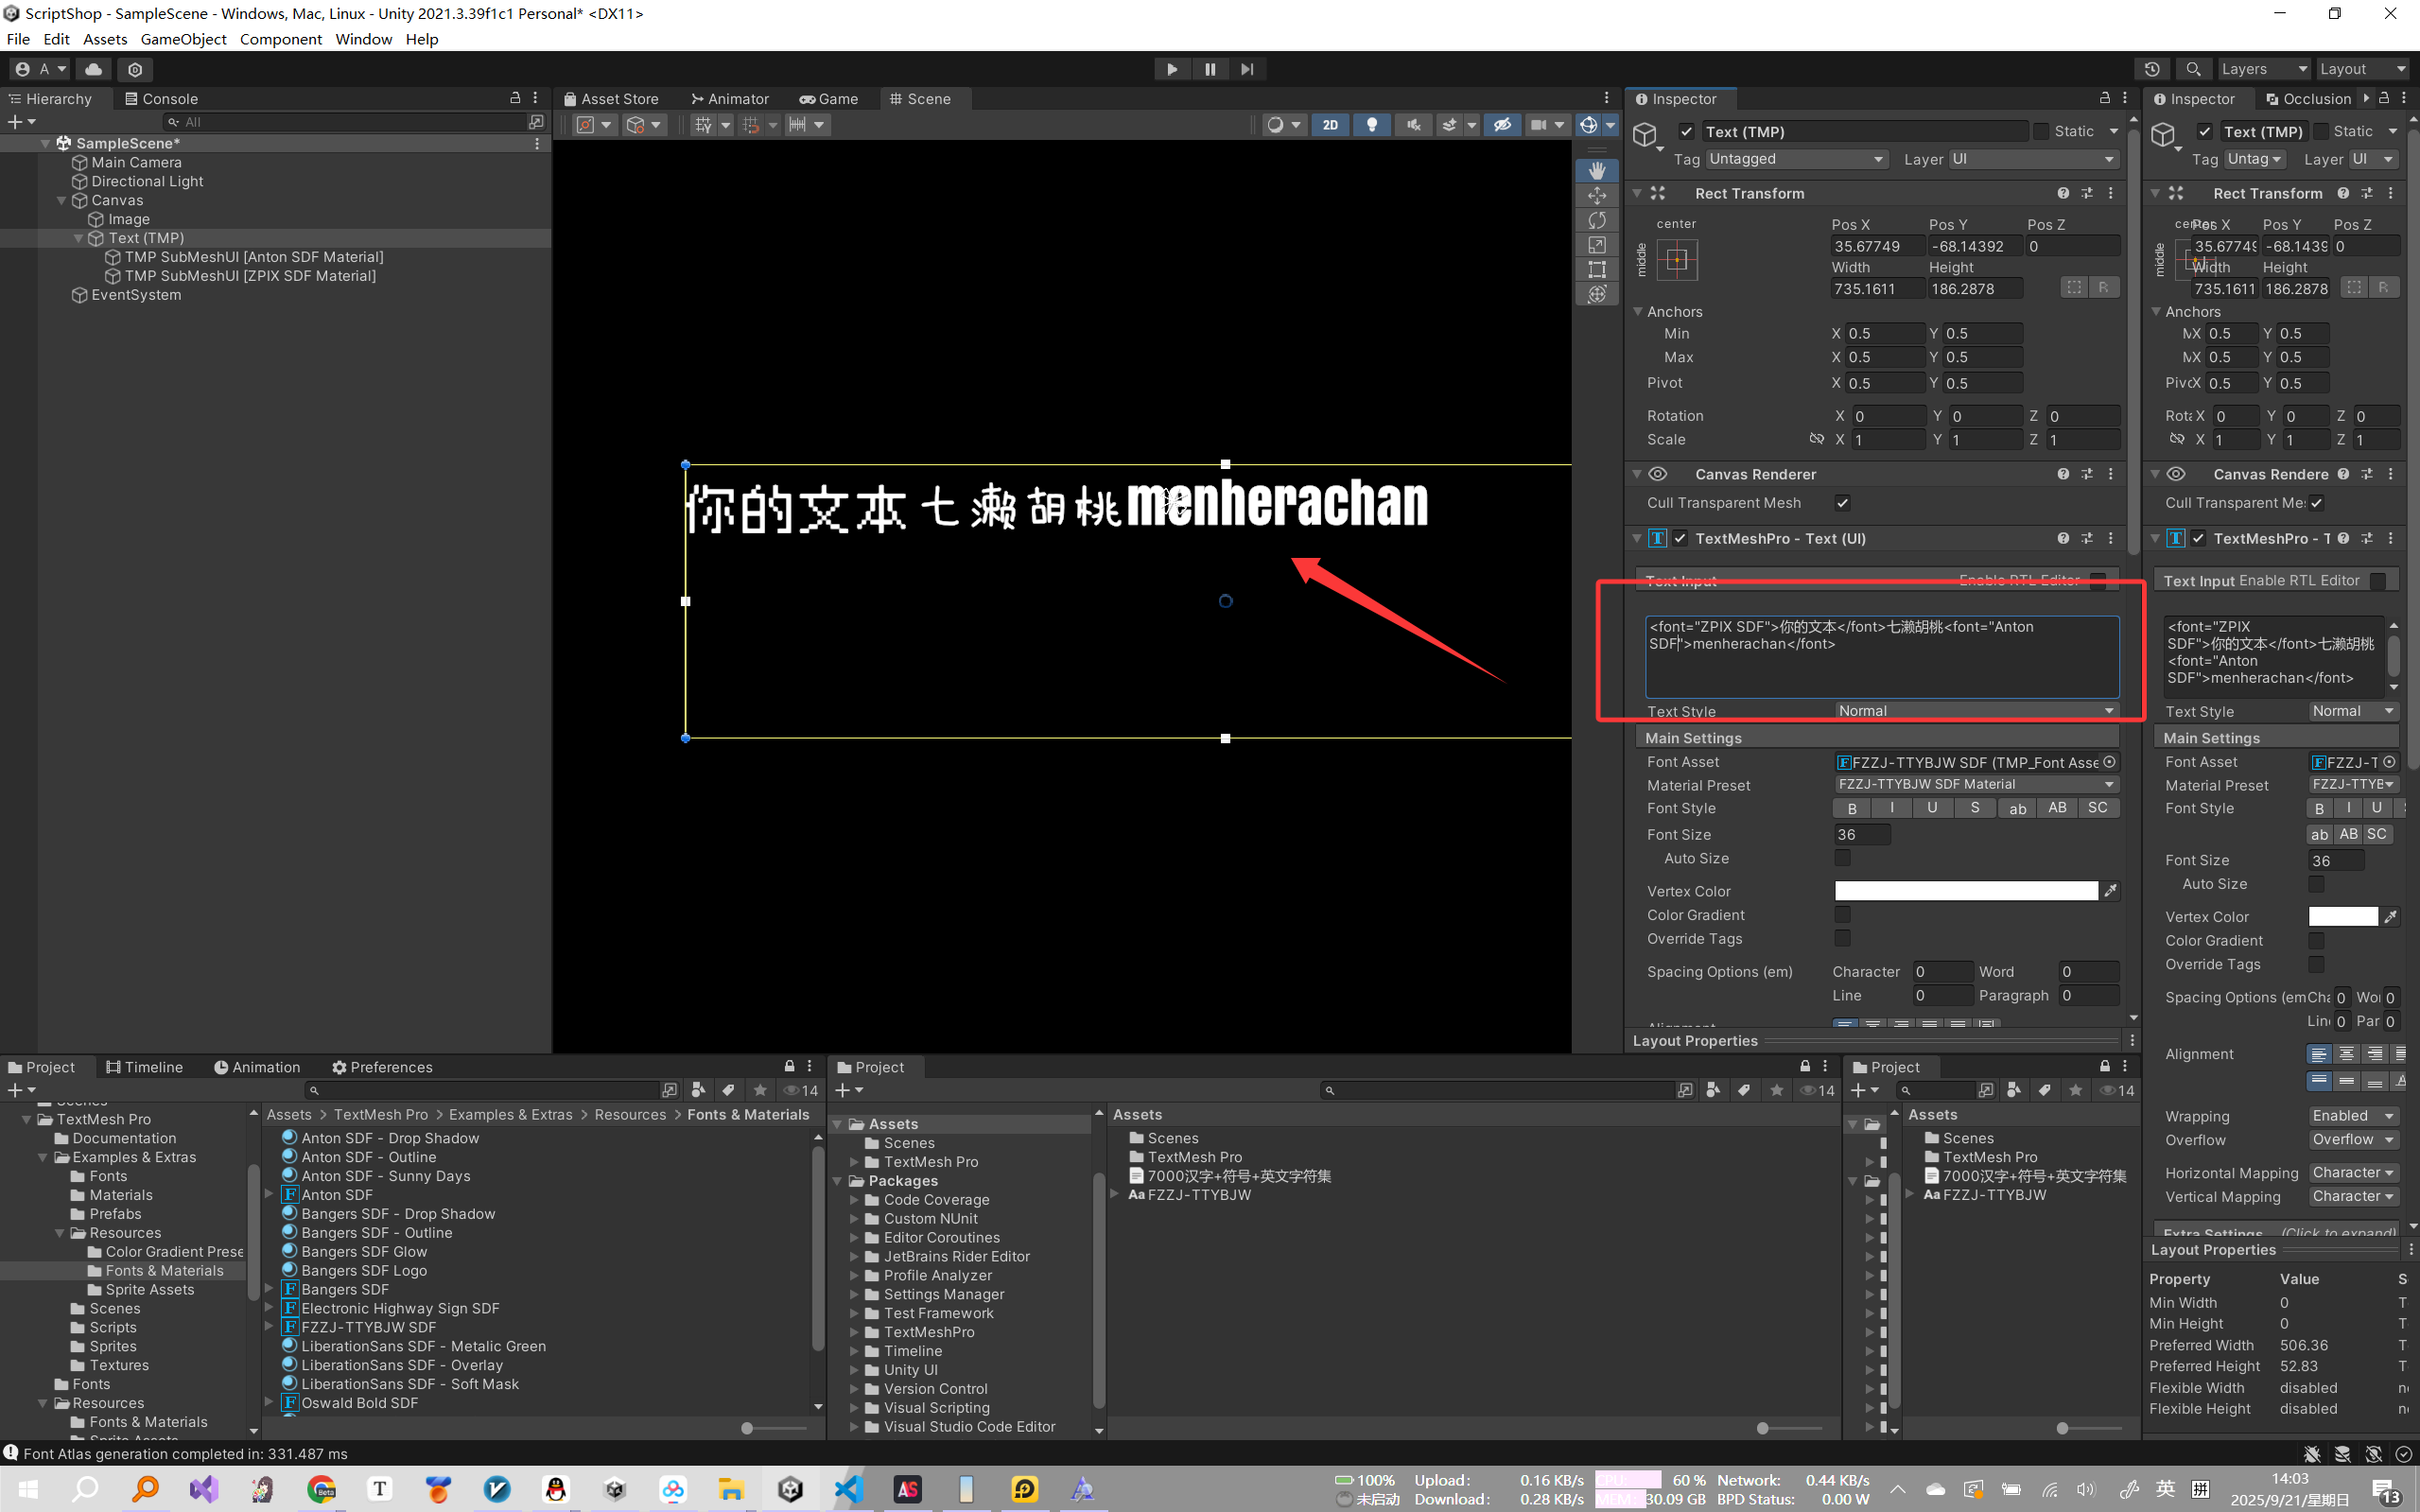 ScriptShop - SampleScene - Windows, Mac, Linux - Unity 2021.3.39f1c1 Personal* <DX11>
File Edit Assets GameObject Component Window Help
A
Layers
Layout
Hierarchy
Console
All
SampleScene*
Main Camera
Directional Light
Canvas
Image
Text (TMP)
TMP SubMeshUI [Anton SDF Material]
TMP SubMeshUI [ZPIX SDF Material]
EventSystem
Asset Store
Animator
Game
Scene
2D
你的文本七濑胡桃menherachan
Inspector
Text (TMP)
Static
Tag Untagged Layer UI
Rect Transform
center
middle
Pos X Pos Y Pos Z
35.67749 -68.14392 0
Width Height
735.1611 186.2878
R
Anchors
Min X 0.5 Y 0.5
Max X 0.5 Y 0.5
Pivot X 0.5 Y 0.5
Rotation X 0 Y 0 Z 0
Scale X 1 Y 1 Z 1
Canvas Renderer
Cull Transparent Mesh
TextMeshPro - Text (UI)
Text Input Enable RTL Editor
<font="ZPIX SDF">你的文本</font>七濑胡桃<font="Anton
SDF">menherachan</font>
Text Style Normal
Main Settings
Font Asset FZZJ-TTYBJW SDF (TMP_Font Asse
Material Preset FZZJ-TTYBJW SDF Material
Font Style B I U S ab AB SC
Font Size 36
Auto Size
Vertex Color
Color Gradient
Override Tags
Spacing Options (em) Character 0 Word 0
Line 0 Paragraph 0
Layout Properties
Inspector
Occlusion
Text (TMP)
Static
Tag Untag Layer UI
Rect Transform
middle
Pos X Pos Y Pos Z
35.67749 -68.1439 0
Width Height
735.1611 186.2878
R
Anchors
X 0.5 Y 0.5
X 0.5 Y 0.5
X 0.5 Y 0.5
X 0 Y 0 Z 0
X 1 Y 1 Z 1
Canvas Rendere
Cull Transparent Me
TextMeshPro - T
Text Input Enable RTL Editor
<font="ZPIX
SDF">你的文本</font>七濑胡桃
<font="Anton
SDF">menherachan</font>
Text Style Normal
Main Settings
Font Asset FZZJ-T
Material Preset FZZJ-TTYB
Font Style B I U
ab AB SC
Font Size 36
Auto Size
Vertex Color
Color Gradient
Override Tags
Spacing Options (em Cha 0 Wo 0
Lin 0 Par 0
Alignment
Wrapping Enabled
Overflow Overflow
Horizontal Mapping Character
Vertical Mapping Character
Extra Settings (Click to expand)
Layout Properties
Property Value S
Min Width 0
Min Height 0
Preferred Width 506.36
Preferred Height 52.83
Flexible Width disabled
Flexible Height disabled
Project
Timeline
Animation
Preferences
14
TextMesh Pro
Documentation
Examples & Extras
Fonts
Materials
Prefabs
Resources
Color Gradient Prese
Fonts & Materials
Sprite Assets
Scenes
Scripts
Sprites
Textures
Fonts
Resources
Fonts & Materials
Assets > TextMesh Pro > Examples & Extras > Resources > Fonts & Materials
Anton SDF - Drop Shadow
Anton SDF - Outline
Anton SDF - Sunny Days
Anton SDF
Bangers SDF - Drop Shadow
Bangers SDF - Outline
Bangers SDF Glow
Bangers SDF Logo
Bangers SDF
Electronic Highway Sign SDF
FZZJ-TTYBJW SDF
LiberationSans SDF - Metalic Green
LiberationSans SDF - Overlay
LiberationSans SDF - Soft Mask
Oswald Bold SDF
Project
14
Assets
Scenes
TextMesh Pro
Packages
Code Coverage
Custom NUnit
Editor Coroutines
JetBrains Rider Editor
Profile Analyzer
Settings Manager
Test Framework
TextMeshPro
Timeline
Unity UI
Version Control
Visual Scripting
Visual Studio Code Editor
Assets
Scenes
TextMesh Pro
7000汉字+符号+英文字符集
FZZJ-TTYBJW
Project
14
Assets
Scenes
TextMesh Pro
7000汉字+符号+英文字符集
FZZJ-TTYBJW
Font Atlas generation completed in: 331.487 ms
100% Upload: 0.16 KB/s CPU: 60 % Network: 0.44 KB/s
未启动 Download: 0.28 KB/s MEM: 30.09 GB BPD Status: 0.00 W
英
拼
14:03
2025/9/21/星期日
13